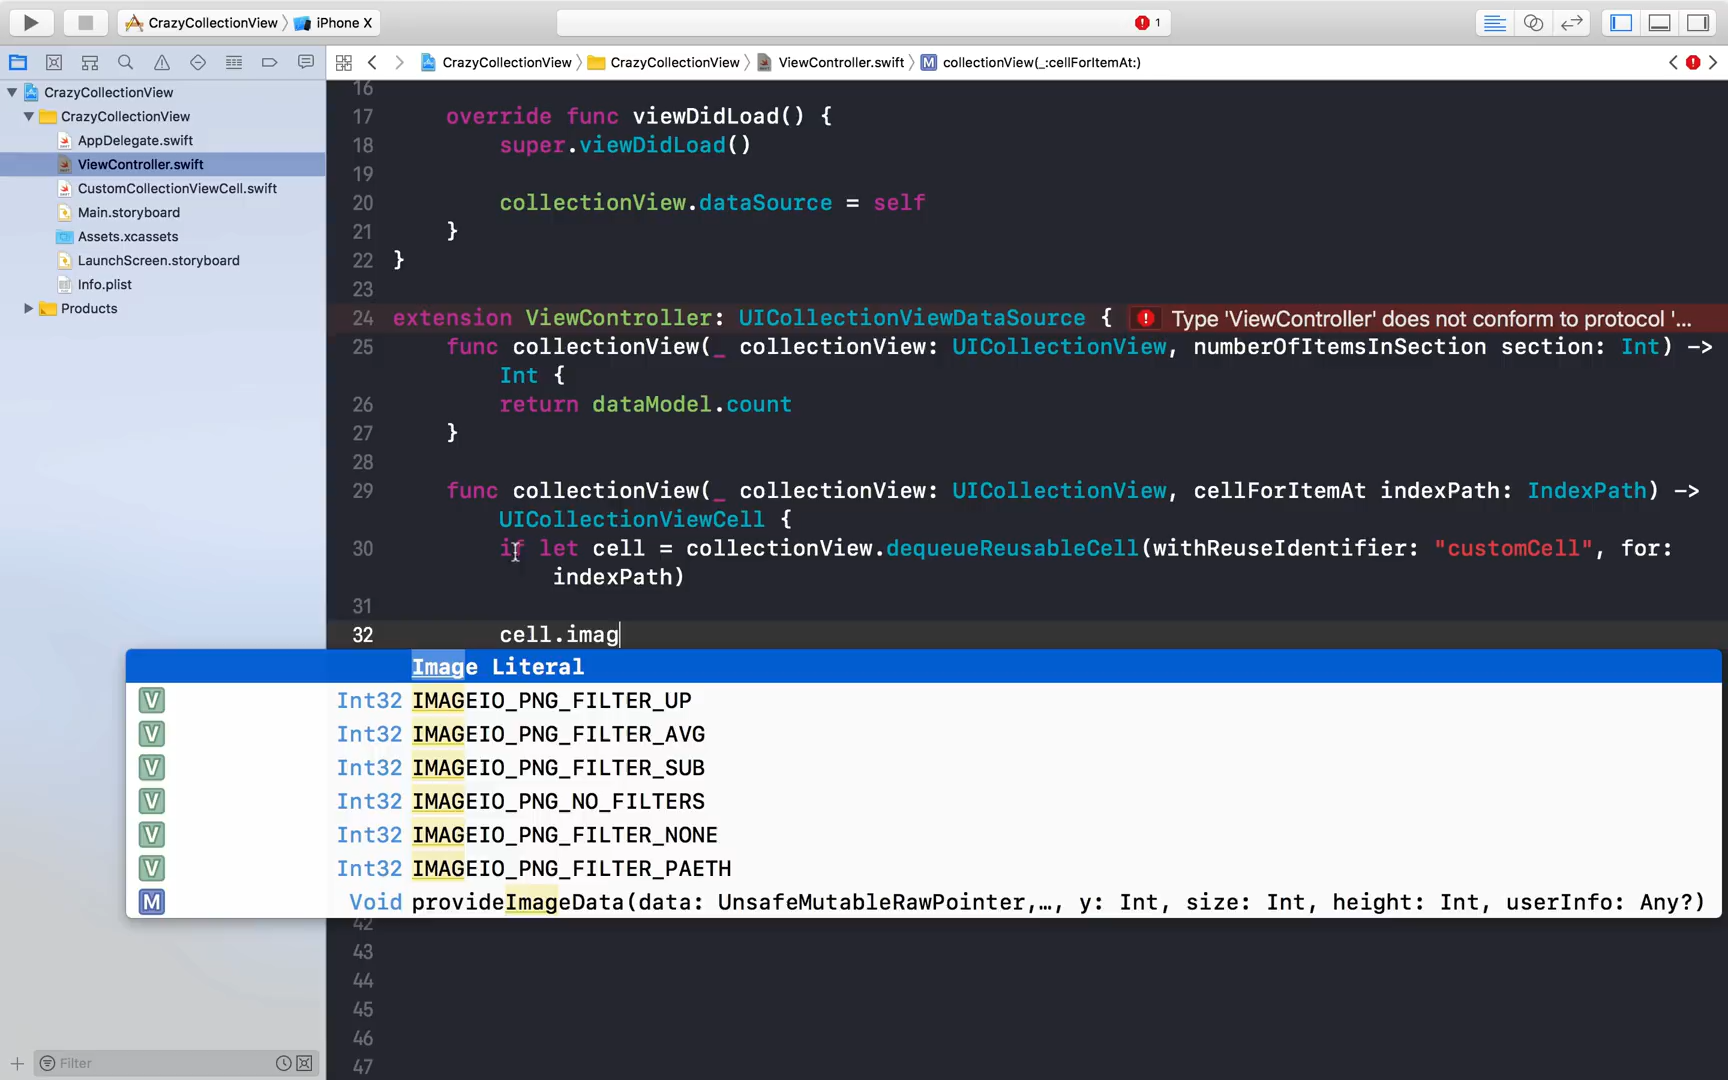 CrazyCollectionView iPhone X
1
CrazyCollectionView CrazyCollectionView ViewController.swift M collectionView(_:cellForItemAt:)
CrazyCollectionView
CrazyCollectionView
AppDelegate.swift
ViewController.swift
CustomCollectionViewCell.swift
Main.storyboard
Assets.xcassets
LaunchScreen.storyboard
Info.plist
Products
Filter
16
17 override func viewDidLoad() {
18 super.viewDidLoad()
19
20 collectionView.dataSource = self
21 }
22 }
23
24 extension ViewController: UICollectionViewDataSource { Type 'ViewController' does not conform to protocol '...
25 func collectionView(_ collectionView: UICollectionView, numberOfItemsInSection section: Int) ->
Int {
26 return dataModel.count
27 }
28
29 func collectionView(_ collectionView: UICollectionView, cellForItemAt indexPath: IndexPath) ->
UICollectionViewCell {
30 if let cell = collectionView.dequeueReusableCell(withReuseIdentifier: "customCell", for:
indexPath)
31
32 cell.imag
Image Literal
V Int32 IMAGEIO_PNG_FILTER_UP
V Int32 IMAGEIO_PNG_FILTER_AVG
V Int32 IMAGEIO_PNG_FILTER_SUB
V Int32 IMAGEIO_PNG_NO_FILTERS
V Int32 IMAGEIO_PNG_FILTER_NONE
V Int32 IMAGEIO_PNG_FILTER_PAETH
M Void provideImageData(data: UnsafeMutableRawPointer,…, y: Int, size: Int, height: Int, userInfo: Any?)
42
43
44
45
46
47